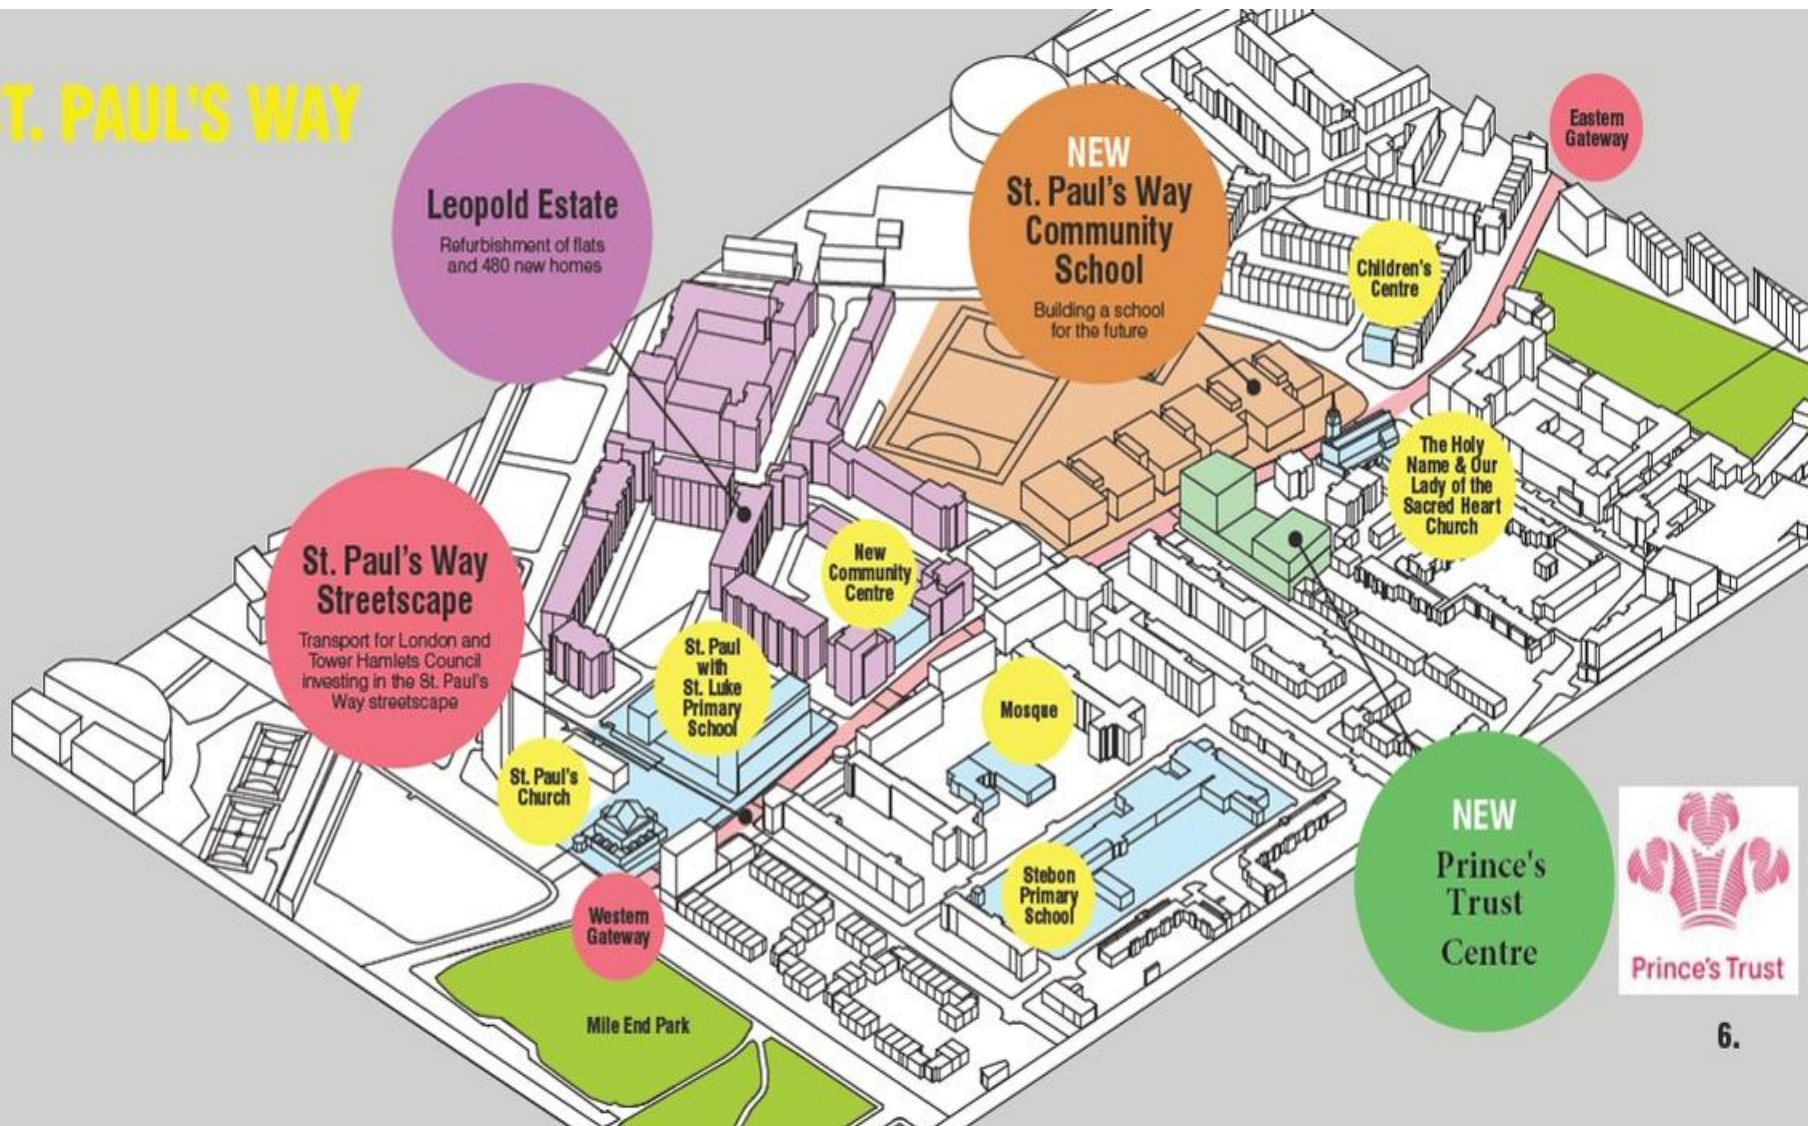 T. PAUL'S WAY
Leopold Estate
Refurbishment of flats
and 480 new homes
NEW
St. Paul's Way
Community
School
Building a school
for the future
Eastern
Gateway
Children's
Centre
The Holy
Name & Our
Lady of the
Sacred Heart
Church
St. Paul's Way
Streetscape
Transport for London and
Tower Hamlets Council
investing in the St. Paul's
Way streetscape
New
Community
Centre
St. Paul
with
St. Luke
Primary
School
Mosque
St. Paul's
Church
Stebon
Primary
School
Western
Gateway
Mile End Park
NEW
Prince's
Trust
Centre
Prince's Trust
6.